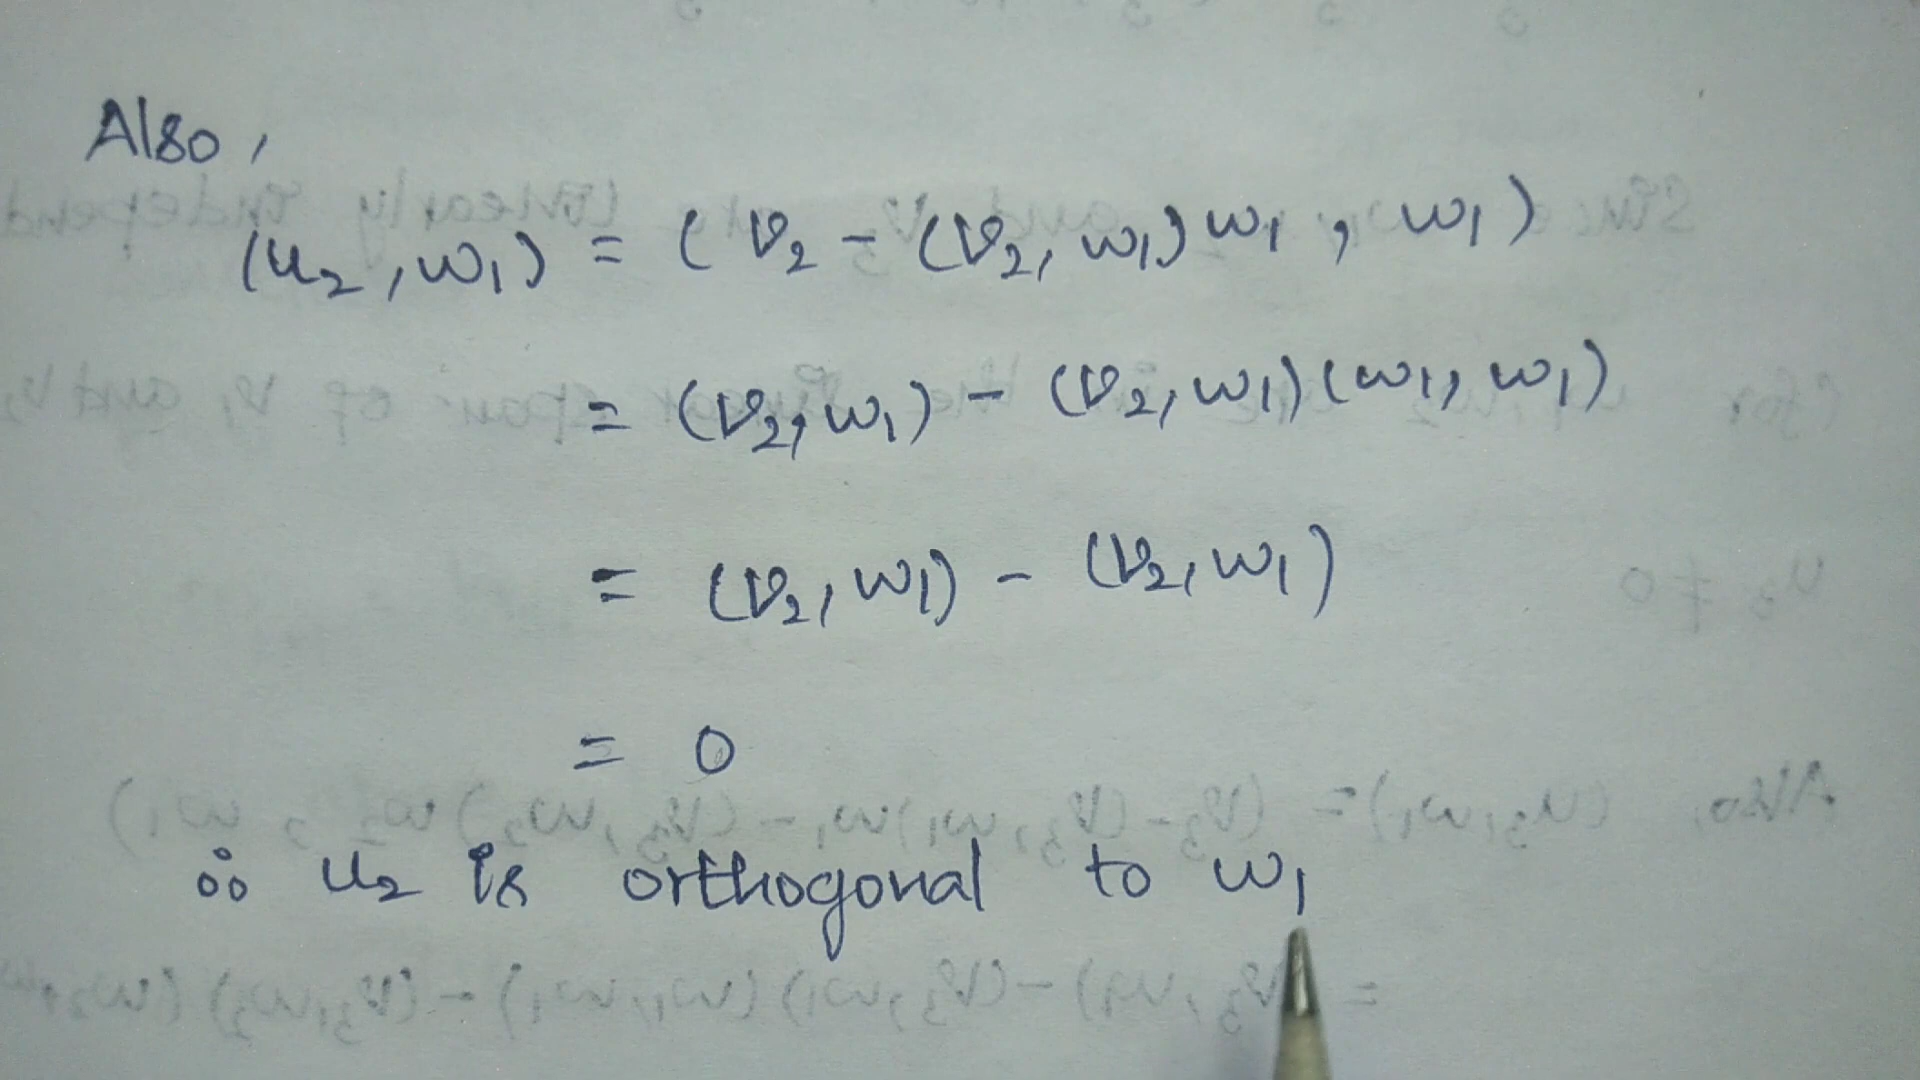 Also,
(u₂, w₁) = (v₂ - (v₂, w₁) w₁, w₁)
= (v₂, w₁) - (v₂, w₁)(w₁, w₁)
= (v₂, w₁) - (v₂, w₁)
= 0
∴ u₂ is orthogonal to w₁